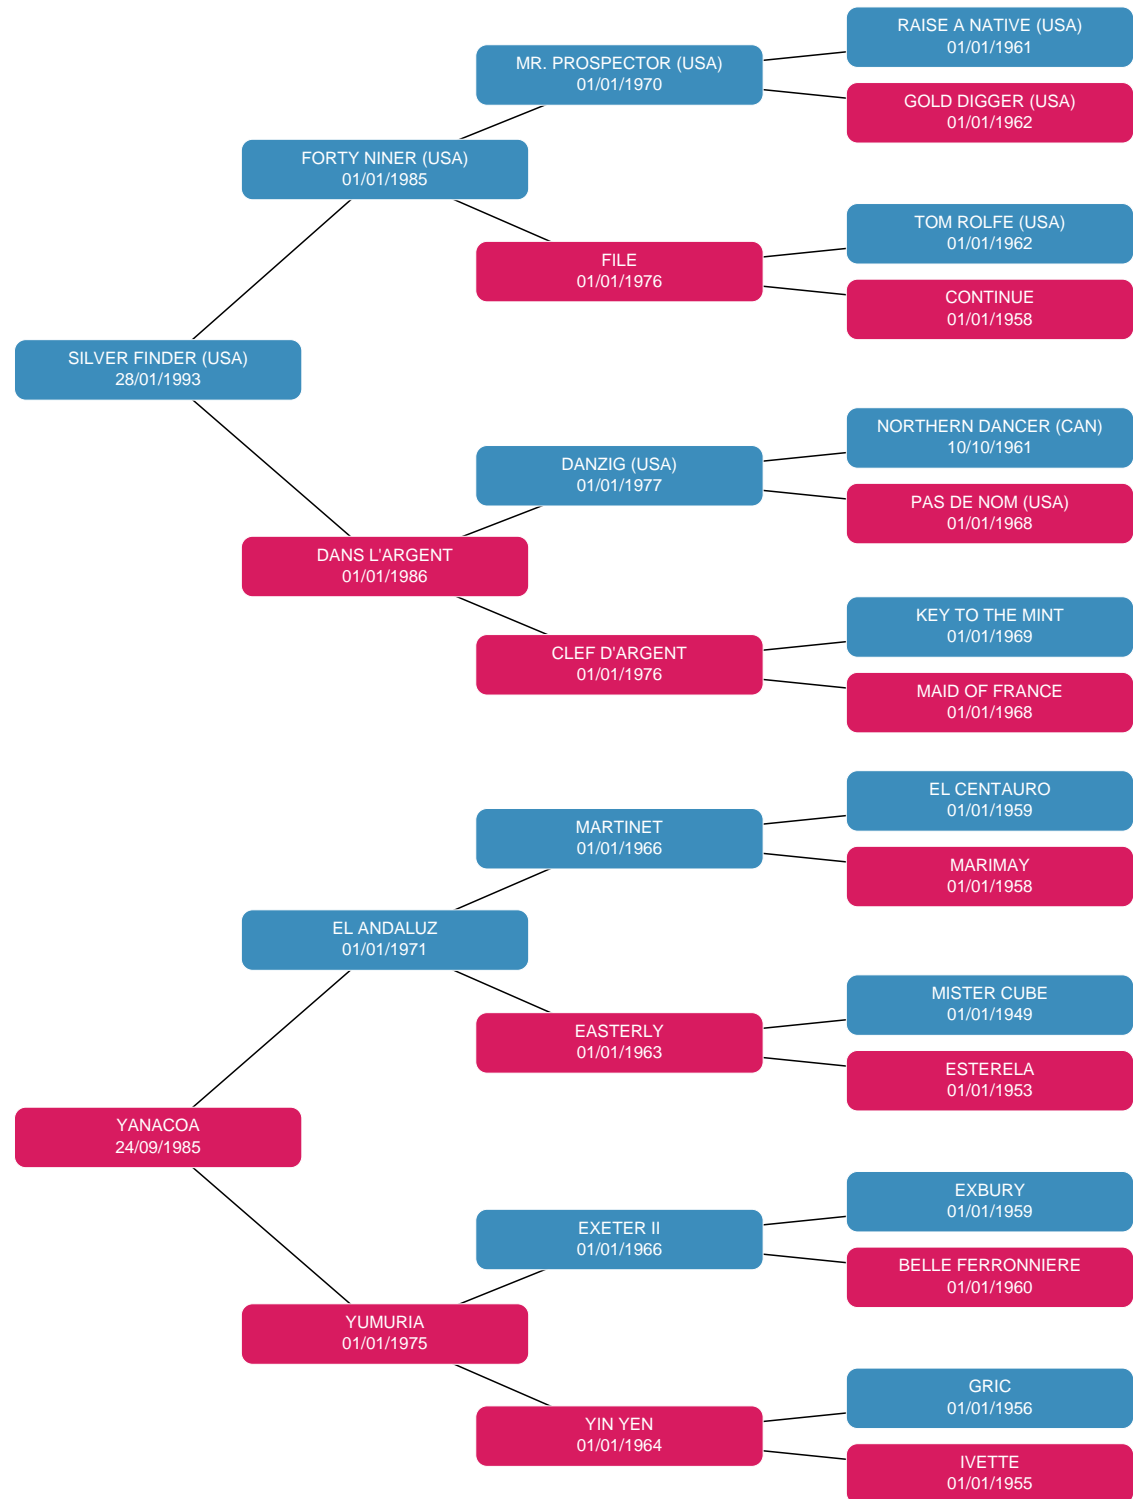 RAISE A NATIVE (USA)
01/01/1961
MR. PROSPECTOR (USA)
01/01/1970
GOLD DIGGER (USA)
01/01/1962
FORTY NINER (USA)
01/01/1985
TOM ROLFE (USA)
01/01/1962
FILE
01/01/1976
CONTINUE
01/01/1958
SILVER FINDER (USA)
28/01/1993
NORTHERN DANCER (CAN)
10/10/1961
DANZIG (USA)
01/01/1977
PAS DE NOM (USA)
01/01/1968
DANS L'ARGENT
01/01/1986
KEY TO THE MINT
01/01/1969
CLEF D'ARGENT
01/01/1976
MAID OF FRANCE
01/01/1968
EL CENTAURO
01/01/1959
MARTINET
01/01/1966
MARIMAY
01/01/1958
EL ANDALUZ
01/01/1971
MISTER CUBE
01/01/1949
EASTERLY
01/01/1963
ESTERELA
01/01/1953
YANACOA
24/09/1985
EXBURY
01/01/1959
EXETER II
01/01/1966
BELLE FERRONNIERE
01/01/1960
YUMURIA
01/01/1975
GRIC
01/01/1956
YIN YEN
01/01/1964
IVETTE
01/01/1955